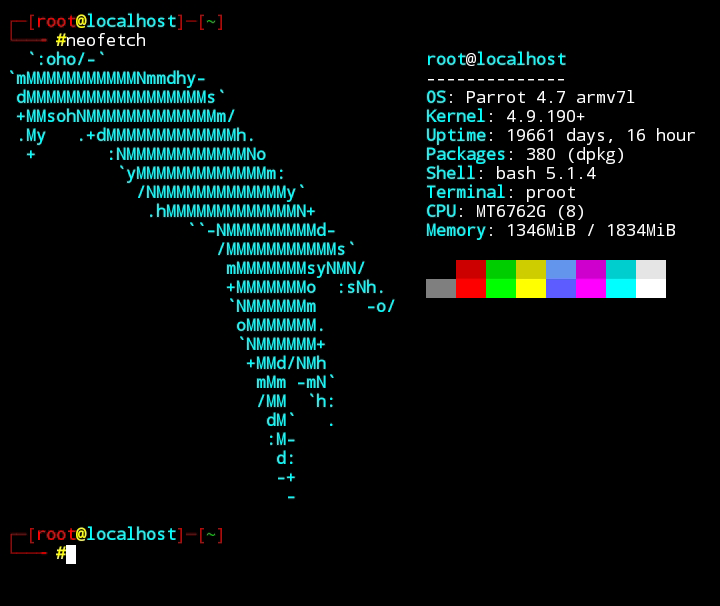 ┌─[root@localhost]─[~]
└──╼ #neofetch
  `:oho/-`
`mMMMMMMMMMMMNmmdhy-
 dMMMMMMMMMMMMMMMMMMs`
 +MMsohNMMMMMMMMMMMMMm/
 .My   .+dMMMMMMMMMMMMMh.
  +       :NMMMMMMMMMMMMNo
           `yMMMMMMMMMMMMMm:
             /NMMMMMMMMMMMMMy`
              .hMMMMMMMMMMMMMN+
                  ``-NMMMMMMMMMd-
                     /MMMMMMMMMMMs`
                      mMMMMMMMsyNMN/
                      +MMMMMMMo  :sNh.
                      `NMMMMMMm     -o/
                       oMMMMMMM.
                       `NMMMMMM+
                        +MMd/NMh
                         mMm -mN`
                         /MM  `h:
                          dM`   .
                          :M-
                           d:
                           -+
                            -
root@localhost
--------------
OS: Parrot 4.7 armv7l
Kernel: 4.9.190+
Uptime: 19661 days, 16 hour
Packages: 380 (dpkg)
Shell: bash 5.1.4
Terminal: proot
CPU: MT6762G (8)
Memory: 1346MiB / 1834MiB
┌─[root@localhost]─[~]
└──╼ #